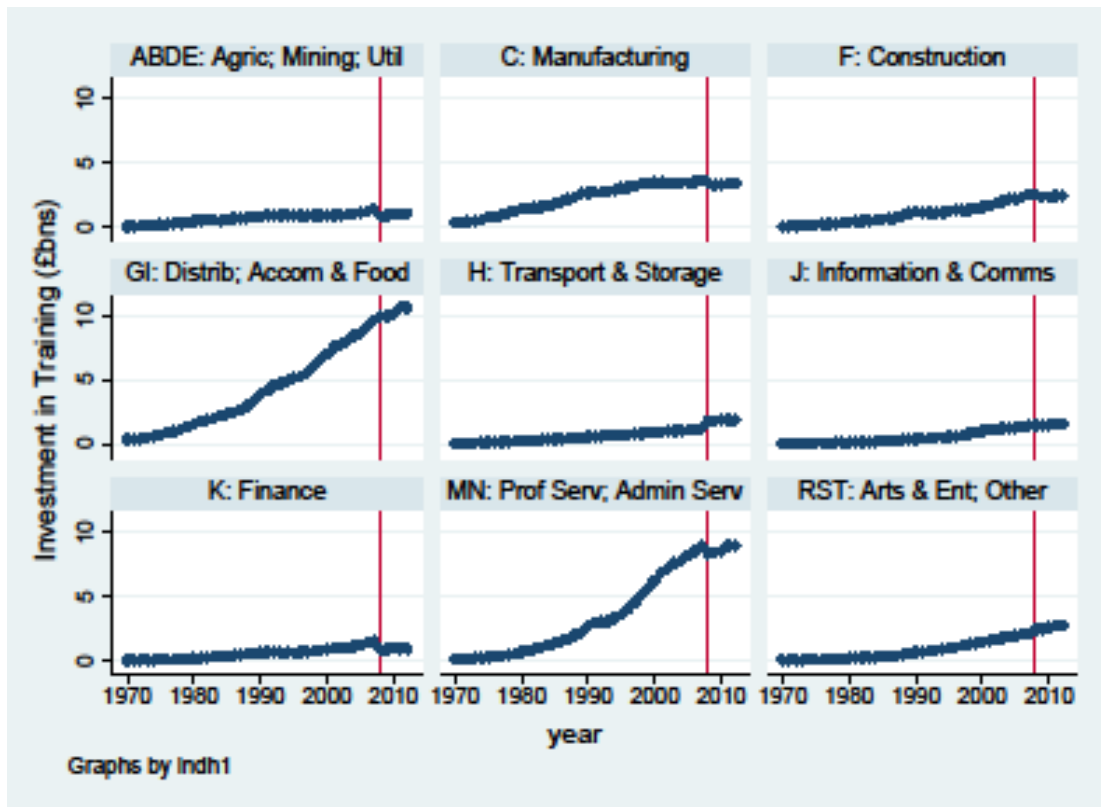 ABDE: Agric; Mining; Util
C: Manufacturing
F: Construction
10
5
0
GI: Distrib; Accom & Food
H: Transport & Storage
J: Information & Comms
10
5
0
K: Finance
MN: Prof Serv; Admin Serv
RST: Arts & Ent; Other
10
5
0
Investment in Training (£bns)
1970 1980 1990 2000 2010
1970 1980 1990 2000 2010
1970 1980 1990 2000 2010
year
Graphs by indh1